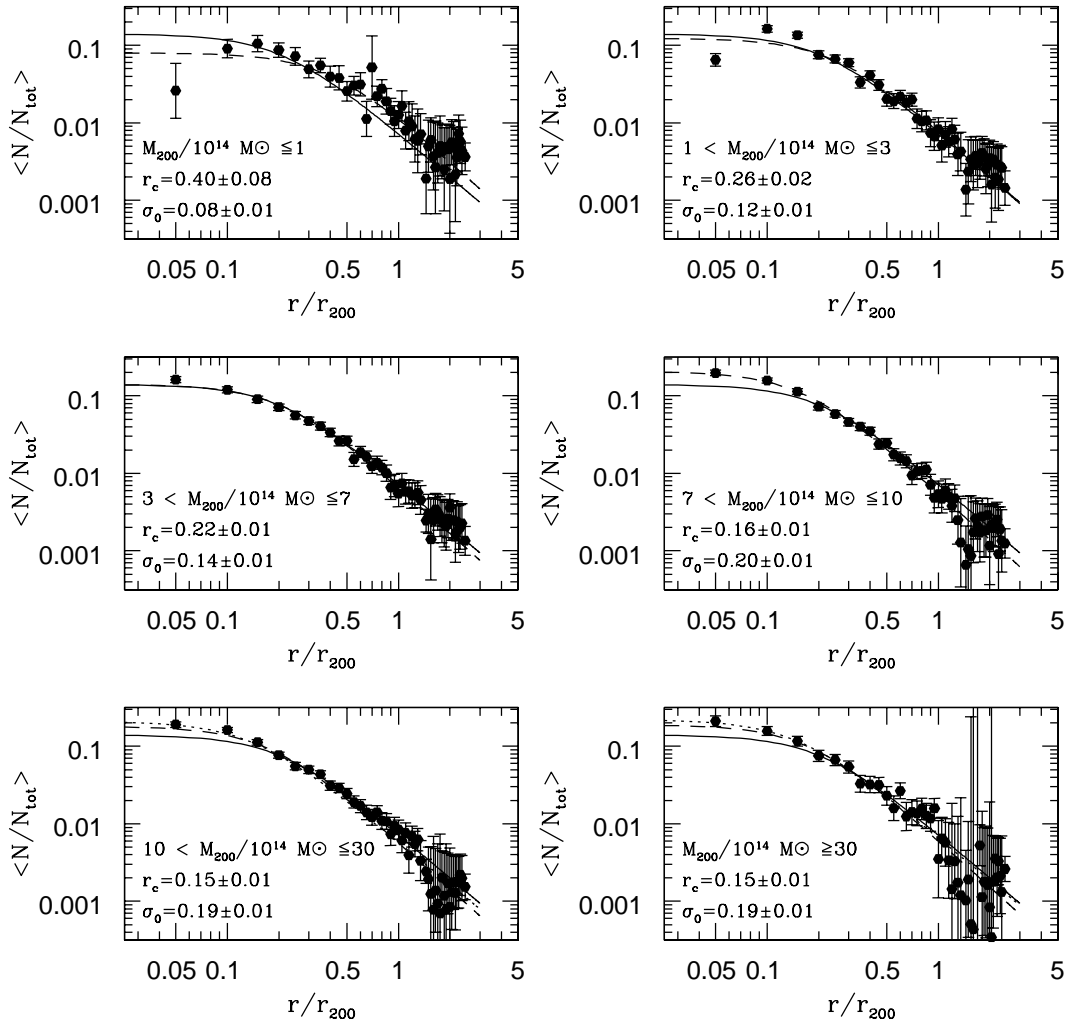 0.1
0.01
0.001
<N/N_tot>
M_200/10^14 M⊙ ≦1
r_c=0.40±0.08
σ_0=0.08±0.01
0.05 0.1 0.5 1 5
r/r_200
0.1
0.01
0.001
<N/N_tot>
1 < M_200/10^14 M⊙ ≦3
r_c=0.26±0.02
σ_0=0.12±0.01
0.05 0.1 0.5 1 5
r/r_200
0.1
0.01
0.001
<N/N_tot>
3 < M_200/10^14 M⊙ ≦7
r_c=0.22±0.01
σ_0=0.14±0.01
0.05 0.1 0.5 1 5
r/r_200
0.1
0.01
0.001
<N/N_tot>
7 < M_200/10^14 M⊙ ≦10
r_c=0.16±0.01
σ_0=0.20±0.01
0.05 0.1 0.5 1 5
r/r_200
0.1
0.01
0.001
<N/N_tot>
10 < M_200/10^14 M⊙ ≦30
r_c=0.15±0.01
σ_0=0.19±0.01
0.05 0.1 0.5 1 5
r/r_200
0.1
0.01
0.001
<N/N_tot>
M_200/10^14 M⊙ ≧30
r_c=0.15±0.01
σ_0=0.19±0.01
0.05 0.1 0.5 1 5
r/r_200